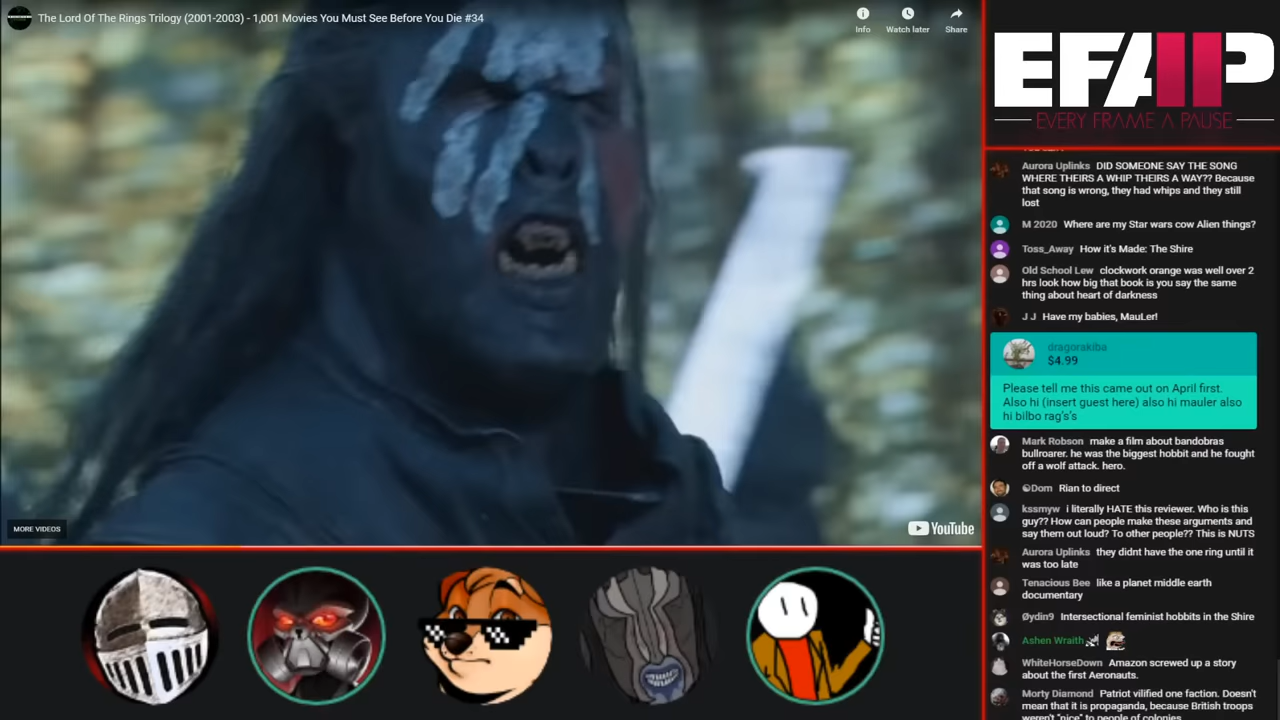 The Lord Of The Rings Trilogy (2001-2003) - 1,001 Movies You Must See Before You Die #34
Info
Watch later
Share
MORE VIDEOS
YouTube
EFAP
EVERY FRAME A PAUSE
Aurora Uplinks DID SOMEONE SAY THE SONG
WHERE THEIRS A WHIP THEIRS A WAY?? Because
that song is wrong, they had whips and they still
lost
M 2020 Where are my Star wars cow Alien things?
Toss_Away How it's Made: The Shire
Old School Lew clockwork orange was well over 2
hrs look how big that book is you say the same
thing about heart of darkness
J J Have my babies, MauLer!
dragorakiba
$4.99
Please tell me this came out on April first.
Also hi (insert guest here) also hi mauler also
hi bilbo rag's's
Mark Robson make a film about bandobras
bullroarer. he was the biggest hobbit and he fought
off a wolf attack. hero.
Dom Rian to direct
kssmyw i literally HATE this reviewer. Who is this
guy?? How can people make these arguments and
say them out loud? To other people?? This is NUTS
Aurora Uplinks they didnt have the one ring until it
was too late
Tenacious Bee like a planet middle earth
documentary
Øydin9 Intersectional feminist hobbits in the Shire
Ashen Wraith
WhiteHorseDown Amazon screwed up a story
about the first Aeronauts.
Morty Diamond Patriot vilified one faction. Doesn't
mean that it is propaganda, because British troops
weren't "nice" to people of colonies